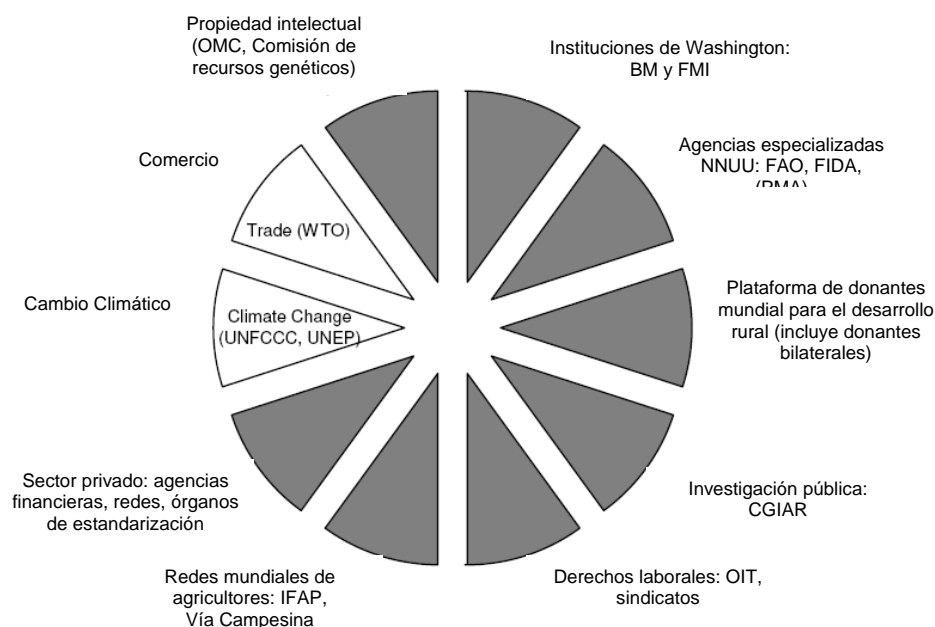 Propiedad intelectual
(OMC, Comisión de
recursos genéticos)
Instituciones de Washington:
BM y FMI
Comercio
Agencias especializadas
NNUU: FAO, FIDA,
Trade (WTO)
Cambio Climático
Climate Change
(UNFCCC, UNEP)
Plataforma de donantes
mundial para el desarrollo
rural (incluye donantes
bilaterales)
Sector privado: agencias
financieras, redes, órganos
de estandarización
Investigación pública:
CGIAR
Redes mundiales de
agricultores: IFAP,
Vía Campesina
Derechos laborales: OIT,
sindicatos